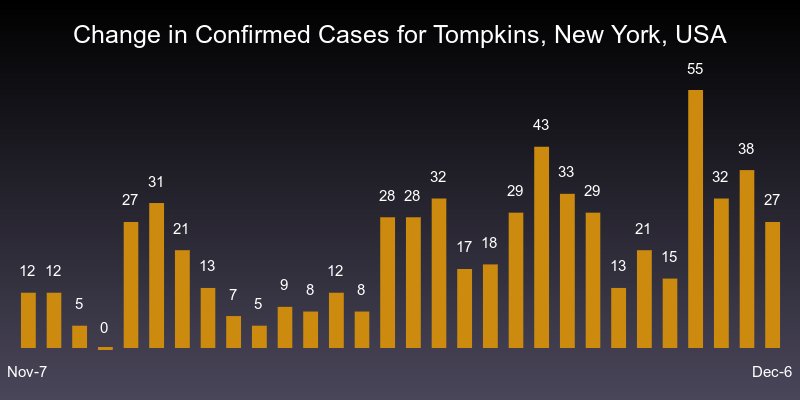 Change in Confirmed Cases for Tompkins, New York, USA
12 12 5 0 27 31 21 13 7 5 9 8 12 8 28 28 32 17 18 29 43 33 29 13 21 15 55 32 38 27
Nov-7 Dec-6